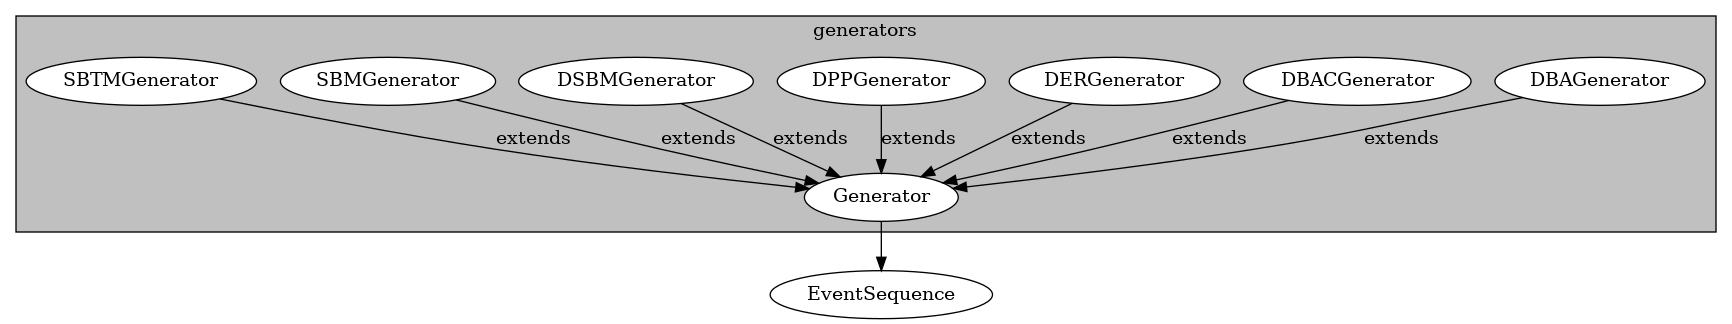 generators
SBTMGenerator
SBMGenerator
DSBMGenerator
DPPGenerator
DERGenerator
DBACGenerator
DBAGenerator
extends
extends
extends
extends
extends
extends
extends
Generator
EventSequence